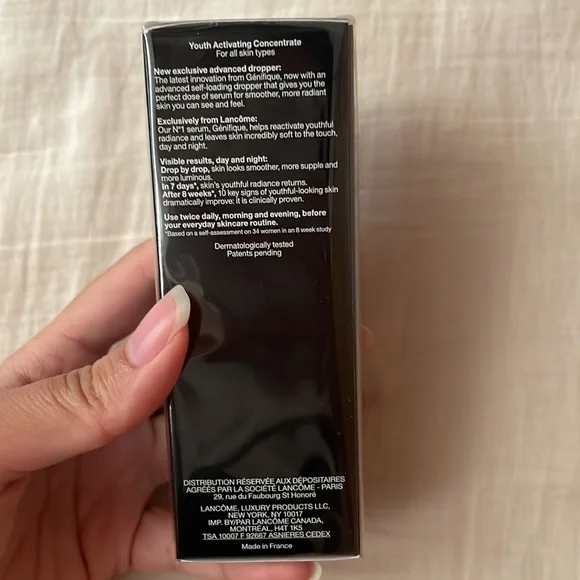 Youth Activating Concentrate
For all skin types
New exclusive advanced dropper:
The latest innovation from Génifique, now with an
advanced self-loading dropper that gives you the
perfect dose of serum for smoother, more radiant
skin you can see and feel.
Exclusively from Lancôme:
Our N°1 serum, Génifique, helps reactivate youthful
radiance and leaves skin incredibly soft to the touch,
day and night.
Visible results, day and night:
Drop by drop, skin looks smoother, more supple and
more luminous.
In 7 days*, skin's youthful radiance returns.
After 8 weeks*, 10 key signs of youthful-looking skin
dramatically improve: it is clinically proven.
Use twice daily, morning and evening, before
your everyday skincare routine.
*Based on a self-assessment on 34 women in an 8 week study
Dermatologically tested
Patents pending
DISTRIBUTION RÉSERVÉE AUX DÉPOSITAIRES
AGRÉÉS PAR LA SOCIÉTÉ LANCÔME - PARIS
29, rue du Faubourg St Honoré
LANCÔME, LUXURY PRODUCTS LLC,
NEW YORK, NY 10017
IMP. BY/PAR LANCÔME CANADA,
MONTRÉAL, H4T 1K5
TSA 10007 F 92667 ASNIERES CEDEX
Made in France